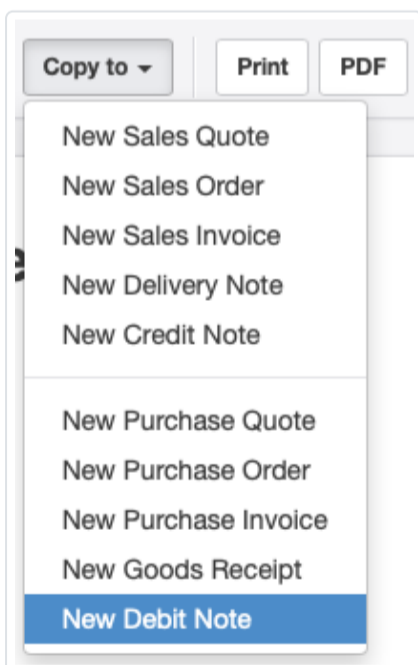 Copy to Print PDF
New Sales Quote
New Sales Order
New Sales Invoice
New Delivery Note
New Credit Note
New Purchase Quote
New Purchase Order
New Purchase Invoice
New Goods Receipt
New Debit Note